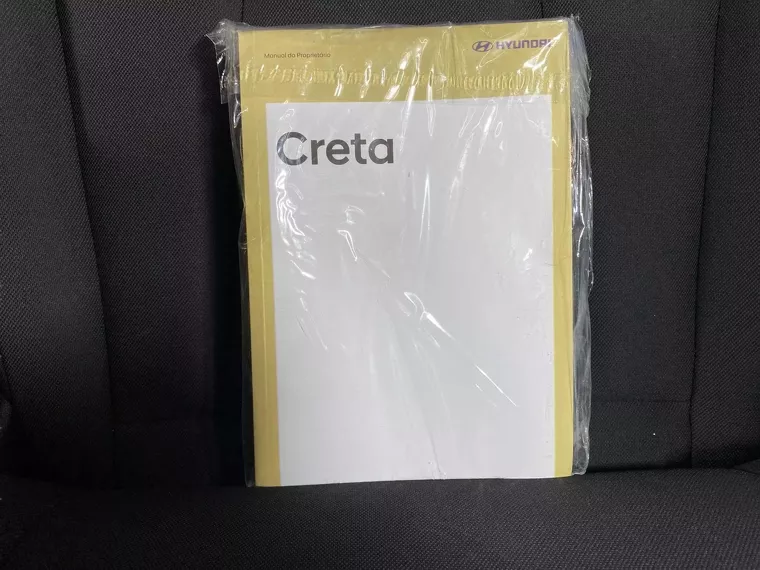 Manual do Proprietário
HYUNDAI
Creta